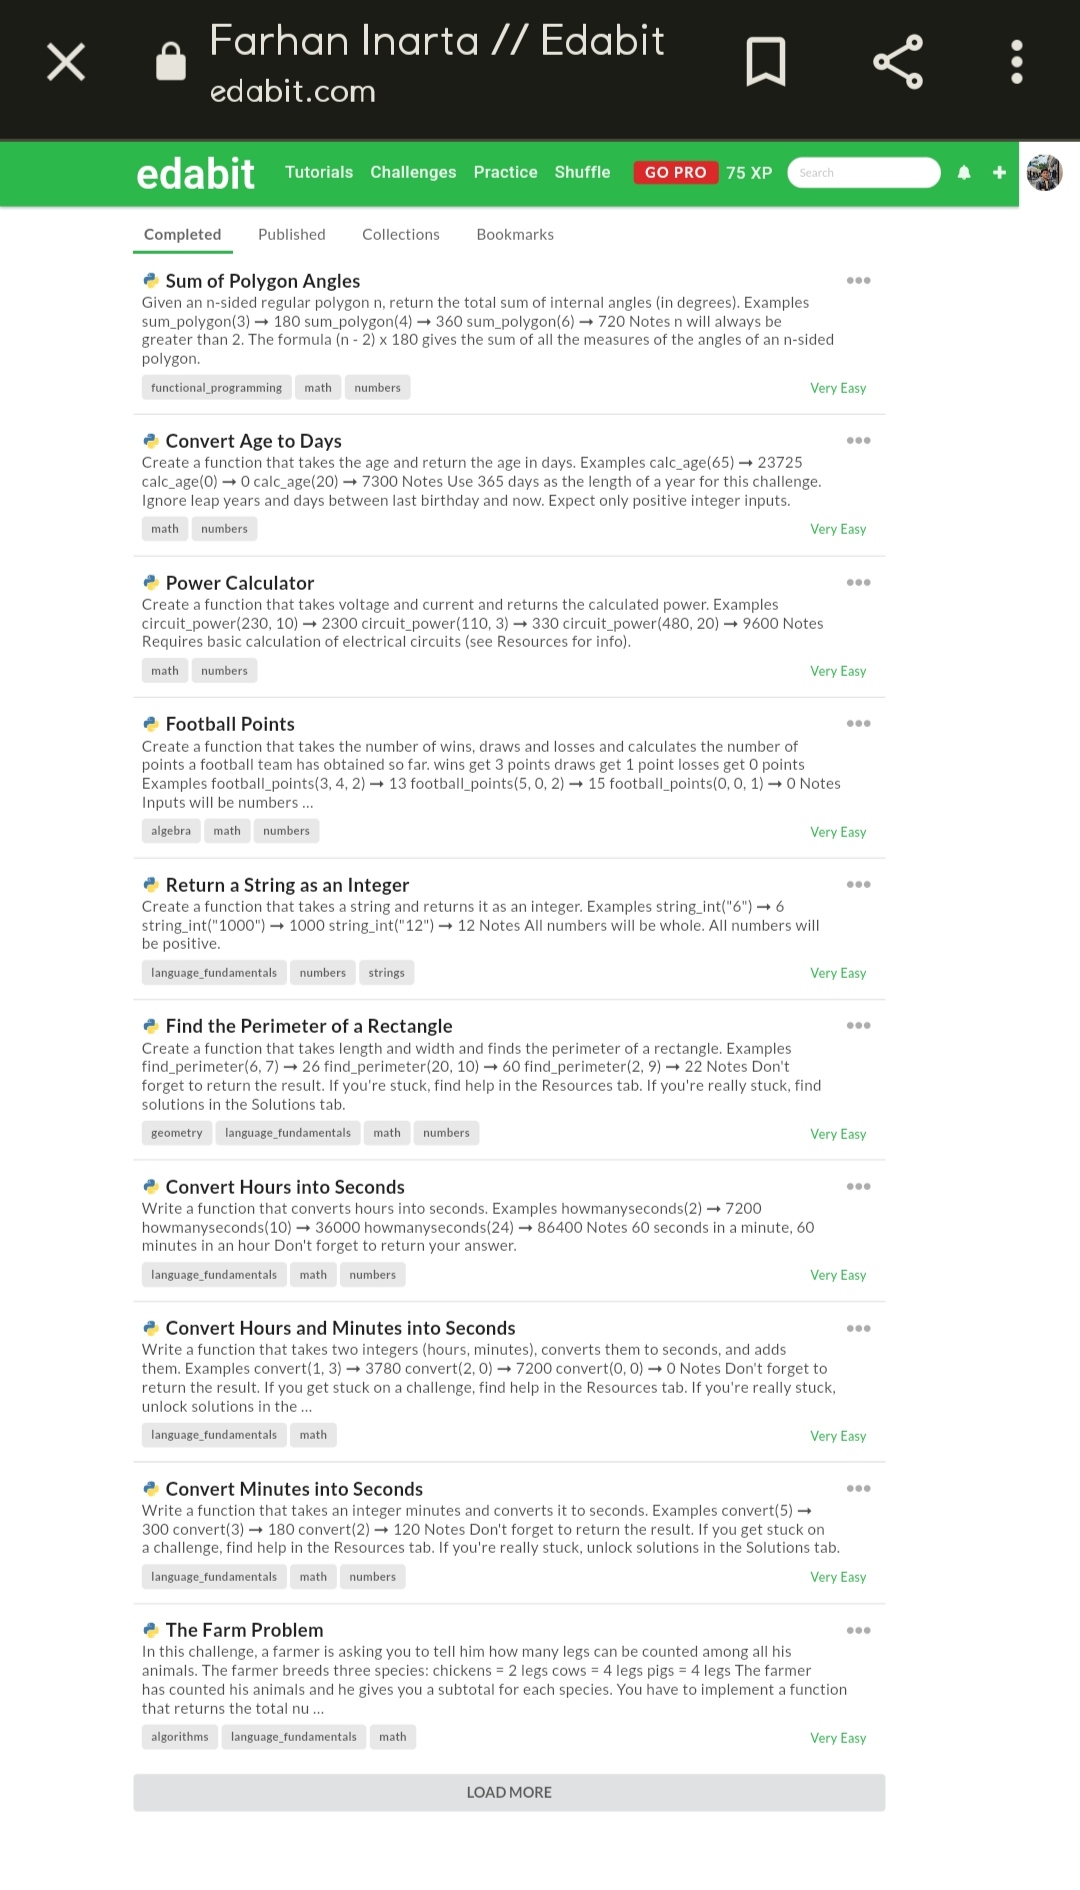 Farhan Inarta // Edabit
edabit.com
edabit Tutorials Challenges Practice Shuffle GO PRO 75 XP Search
Completed Published Collections Bookmarks
Sum of Polygon Angles
Given an n-sided regular polygon n, return the total sum of internal angles (in degrees). Examples
sum_polygon(3) ➞ 180 sum_polygon(4) ➞ 360 sum_polygon(6) ➞ 720 Notes n will always be
greater than 2. The formula (n - 2) x 180 gives the sum of all the measures of the angles of an n-sided
polygon.
functional_programming math numbers Very Easy
Convert Age to Days
Create a function that takes the age and return the age in days. Examples calc_age(65) ➞ 23725
calc_age(0) ➞ 0 calc_age(20) ➞ 7300 Notes Use 365 days as the length of a year for this challenge.
Ignore leap years and days between last birthday and now. Expect only positive integer inputs.
math numbers Very Easy
Power Calculator
Create a function that takes voltage and current and returns the calculated power. Examples
circuit_power(230, 10) ➞ 2300 circuit_power(110, 3) ➞ 330 circuit_power(480, 20) ➞ 9600 Notes
Requires basic calculation of electrical circuits (see Resources for info).
math numbers Very Easy
Football Points
Create a function that takes the number of wins, draws and losses and calculates the number of
points a football team has obtained so far. wins get 3 points draws get 1 point losses get 0 points
Examples football_points(3, 4, 2) ➞ 13 football_points(5, 0, 2) ➞ 15 football_points(0, 0, 1) ➞ 0 Notes
Inputs will be numbers ...
algebra math numbers Very Easy
Return a String as an Integer
Create a function that takes a string and returns it as an integer. Examples string_int("6") ➞ 6
string_int("1000") ➞ 1000 string_int("12") ➞ 12 Notes All numbers will be whole. All numbers will
be positive.
language_fundamentals numbers strings Very Easy
Find the Perimeter of a Rectangle
Create a function that takes length and width and finds the perimeter of a rectangle. Examples
find_perimeter(6, 7) ➞ 26 find_perimeter(20, 10) ➞ 60 find_perimeter(2, 9) ➞ 22 Notes Don't
forget to return the result. If you're stuck, find help in the Resources tab. If you're really stuck, find
solutions in the Solutions tab.
geometry language_fundamentals math numbers Very Easy
Convert Hours into Seconds
Write a function that converts hours into seconds. Examples howmanyseconds(2) ➞ 7200
howmanyseconds(10) ➞ 36000 howmanyseconds(24) ➞ 86400 Notes 60 seconds in a minute, 60
minutes in an hour Don't forget to return your answer.
language_fundamentals math numbers Very Easy
Convert Hours and Minutes into Seconds
Write a function that takes two integers (hours, minutes), converts them to seconds, and adds
them. Examples convert(1, 3) ➞ 3780 convert(2, 0) ➞ 7200 convert(0, 0) ➞ 0 Notes Don't forget to
return the result. If you get stuck on a challenge, find help in the Resources tab. If you're really stuck,
unlock solutions in the ...
language_fundamentals math Very Easy
Convert Minutes into Seconds
Write a function that takes an integer minutes and converts it to seconds. Examples convert(5) ➞
300 convert(3) ➞ 180 convert(2) ➞ 120 Notes Don't forget to return the result. If you get stuck on
a challenge, find help in the Resources tab. If you're really stuck, unlock solutions in the Solutions tab.
language_fundamentals math numbers Very Easy
The Farm Problem
In this challenge, a farmer is asking you to tell him how many legs can be counted among all his
animals. The farmer breeds three species: chickens = 2 legs cows = 4 legs pigs = 4 legs The farmer
has counted his animals and he gives you a subtotal for each species. You have to implement a function
that returns the total nu ...
algorithms language_fundamentals math Very Easy
LOAD MORE